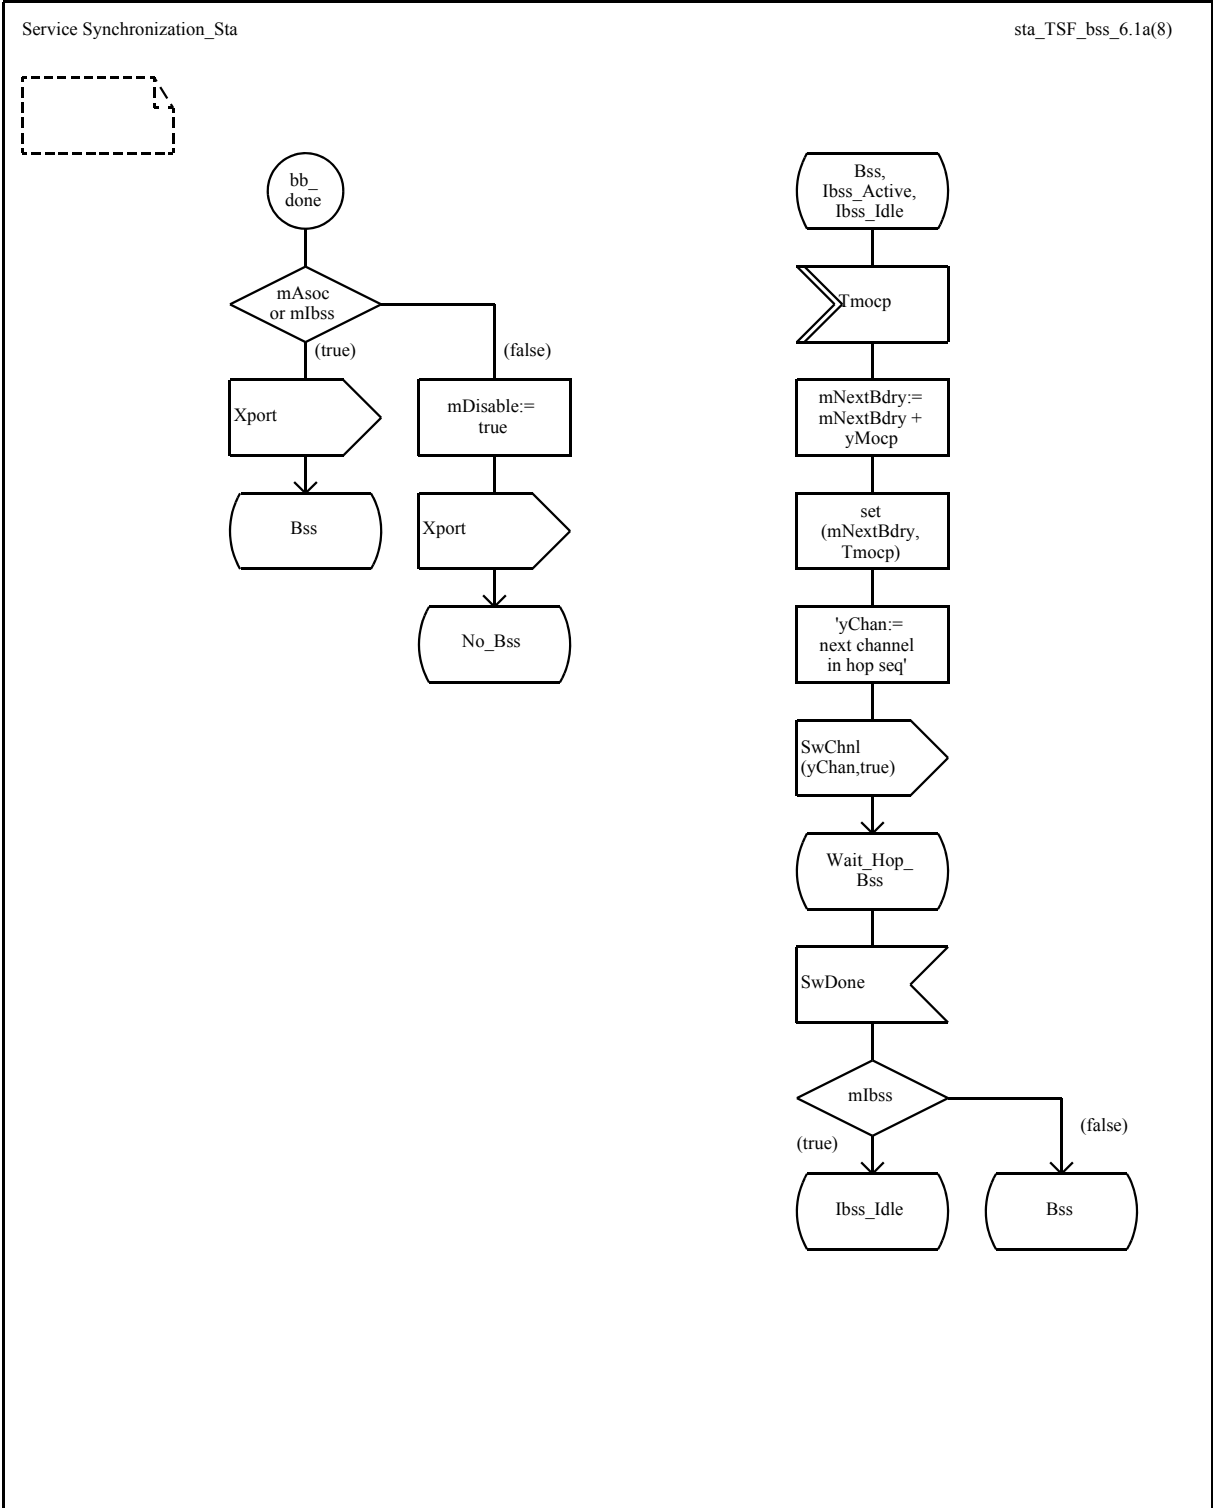 Service Synchronization_Sta
sta_TSF_bss_6.1a(8)
bb_
done
mAsoc
or mIbss
(true)
(false)
Xport
mDisable:=
true
Bss
Xport
No_Bss
Bss,
Ibss_Active,
Ibss_Idle
Tmocp
mNextBdry:=
mNextBdry +
yMocp
set
(mNextBdry,
Tmocp)
'yChan:=
next channel
in hop seq'
SwChnl
(yChan,true)
Wait_Hop_
Bss
SwDone
mIbss
(true)
(false)
Ibss_Idle
Bss